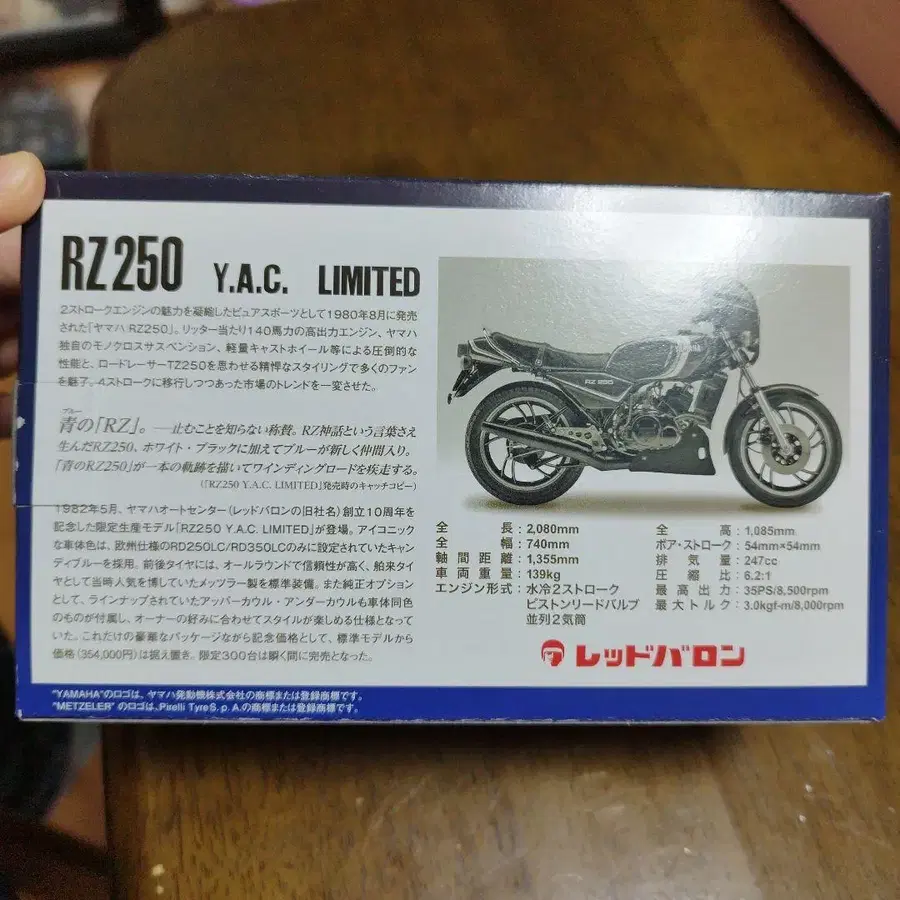 RZ250 Y.A.C. LIMITED
2ストロークエンジンの魅力を凝縮したピュアスポーツとして1980年8月に発売
された「ヤマハ RZ250」。リッター当たり140馬力の高出力エンジン、ヤマハ
独自のモノクロスサスペンション、軽量キャストホイール等による圧倒的な
性能と、ロードレーサーTZ250を思わせる精悍なスタイリングで多くのファン
を魅了。4ストロークに移行しつつあった市場のトレンドを一変させた。
ブルー
青の「RZ」。―止むことを知らない称賛。RZ神話という言葉さえ
生んだRZ250、ホワイト・ブラックに加えてブルーが新しく仲間入り。
「青のRZ250」が一本の軌跡を描いてワインディングロードを疾走する。
(「RZ250 Y.A.C. LIMITED」発売時のキャッチコピー)
1982年5月、ヤマハオートセンター(レッドバロンの旧社名)創立10周年を
記念した限定生産モデル「RZ250 Y.A.C. LIMITED」が登場。アイコニック
な車体色は、欧州仕様のRD250LC/RD350LCのみに設定されていたキャン
ディブルーを採用。前後タイヤには、オールラウンドで信頼性が高く、舶来タイ
ヤとして当時人気を博していたメッツラー製を標準装備。また純正オプション
として、ラインナップされていたアッパーカウル・アンダーカウルも車体同色
のものが付属し、オーナーの好みに合わせてスタイルが楽しめる仕様となって
いた。これだけの豪華なパッケージながら記念価格として、標準モデルから
価格(354,000円)は据え置き。限定300台は瞬く間に完売となった。
RZ 250
全長:2,080mm
全幅:740mm
軸間距離:1,355mm
車両重量:139kg
エンジン形式:水冷2ストローク
ピストンリードバルブ
並列2気筒
全高:1,085mm
ボア・ストローク:54mm×54mm
排気量:247cc
圧縮比:6.2:1
最高出力:35PS/8,500rpm
最大トルク:3.0kgf-m/8,000rpm
レッドバロン
"YAMAHA"のロゴは、ヤマハ発動機株式会社の商標または登録商標です。
"METZELER"のロゴは、Pirelli Tyre S. p. A.の商標または登録商標です。